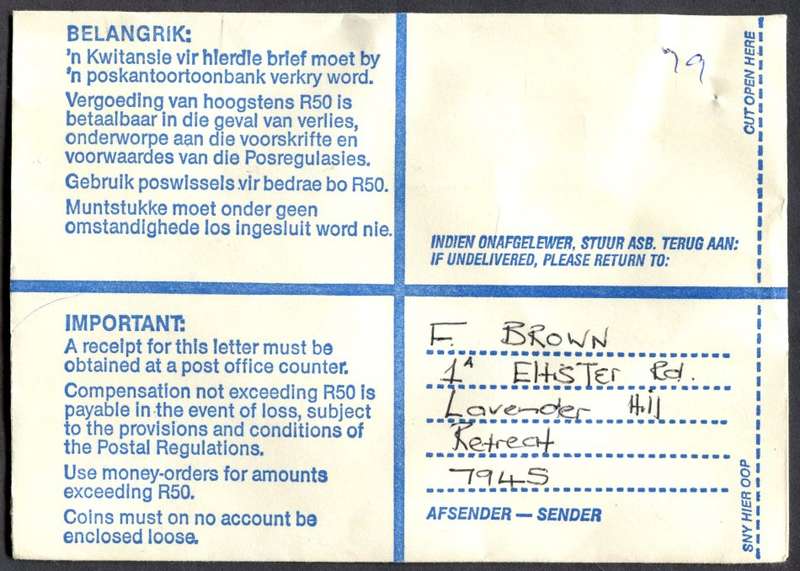 BELANGRIK:
'n Kwitansie vir hierdie brief moet by
'n poskantoortoonbank verkry word.
Vergoeding van hoogstens R50 is
betaalbaar in die geval van verlies,
onderworpe aan die voorskrifte en
voorwaardes van die Posregulasies.
Gebruik poswissels vir bedrae bo R50.
Muntstukke moet onder geen
omstandighede los ingesluit word nie.
79
CUT OPEN HERE
INDIEN ONAFGELEWER, STUUR ASB. TERUG AAN:
IF UNDELIVERED, PLEASE RETURN TO:
IMPORTANT:
A receipt for this letter must be
obtained at a post office counter.
Compensation not exceeding R50 is
payable in the event of loss, subject
to the provisions and conditions of
the Postal Regulations.
Use money-orders for amounts
exceeding R50.
Coins must on no account be
enclosed loose.
F. BROWN
1A Rd.
Lavender Hill
Retreat
7945
AFSENDER — SENDER
SNY HIER OOP